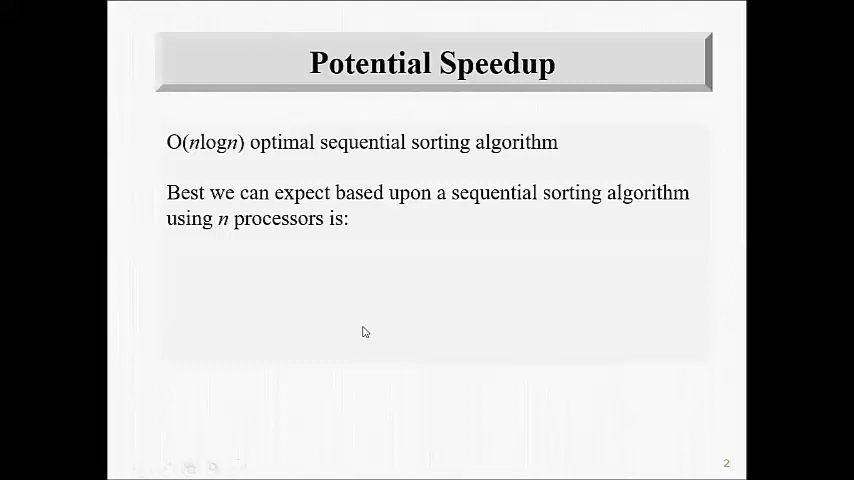 Potential Speedup
O(nlogn) optimal sequential sorting algorithm
Best we can expect based upon a sequential sorting algorithm
using n processors is:
2